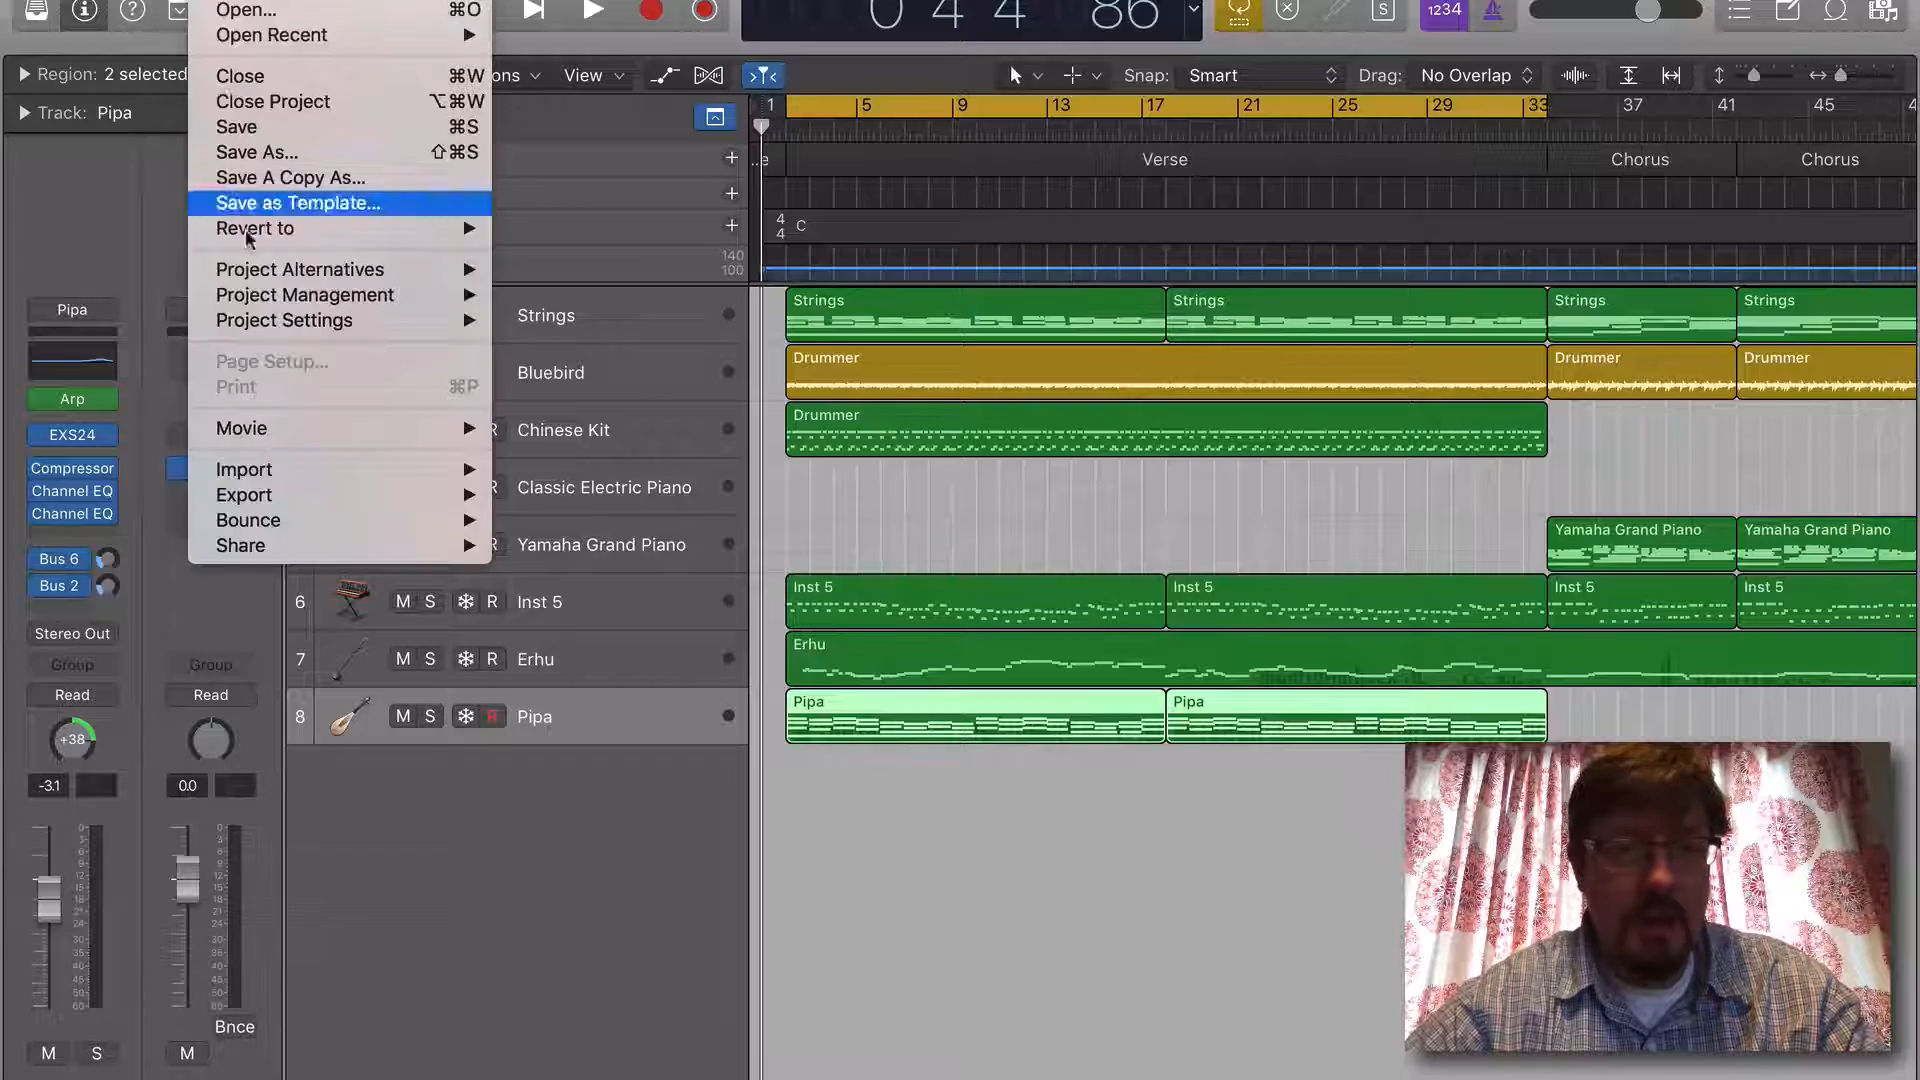 Open... ⌘O
Open Recent
Close ⌘W
Close Project ⌥⌘W
Save ⌘S
Save As... ⇧⌘S
Save A Copy As...
Save as Template...
Revert to
Project Alternatives
Project Management
Project Settings
Page Setup...
Print ⌘P
Movie
Import
Export
Bounce
Share
0 4 4 86
S
1234
Region: 2 selected
ons View
Snap: Smart
Drag: No Overlap
Track: Pipa
1 5 9 13 17 21 25 29 33 37 41 45 4
..e Verse Chorus Chorus
4
4 C
140
100
Pipa
Arp
EXS24
Compressor
Channel EQ
Channel EQ
Bus 6
Bus 2
Stereo Out
Group Group
Read Read
+38
-3.1 0.0
Bnce
M S M
Strings
Strings Strings Strings Strings
Bluebird
Drummer Drummer Drummer
R Chinese Kit
Drummer
R Classic Electric Piano
R Yamaha Grand Piano
Yamaha Grand Piano Yamaha Grand Piano
6 M S R Inst 5
Inst 5 Inst 5 Inst 5 Inst 5
7 M S R Erhu
Erhu
8 M S R Pipa
Pipa Pipa